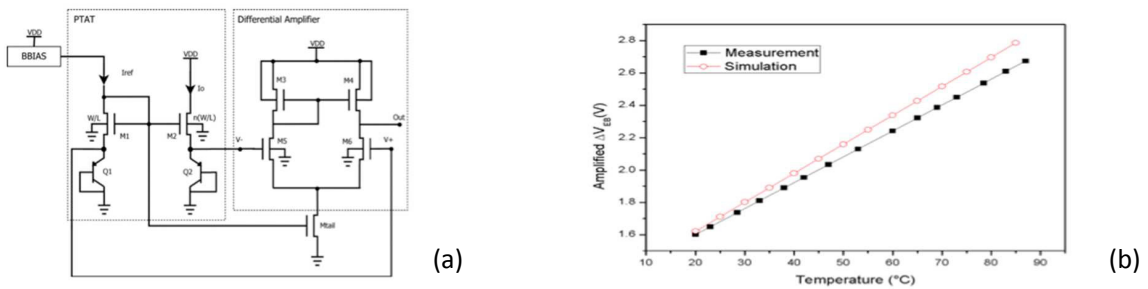 PTAT
Differential Amplifier
VDD
BBIAS
Iref
VDD
Io
VDD
M3
M4
Out
W/L
M1
M2
n(W/L)
V-
M5
M6
V+
Q1
Q2
Mtail
(a)
Measurement
Simulation
Amplified ΔV_EB(V)
2.8
2.6
2.4
2.2
2.0
1.8
1.6
10 20 30 40 50 60 70 80 90
Temperature (°C)
(b)